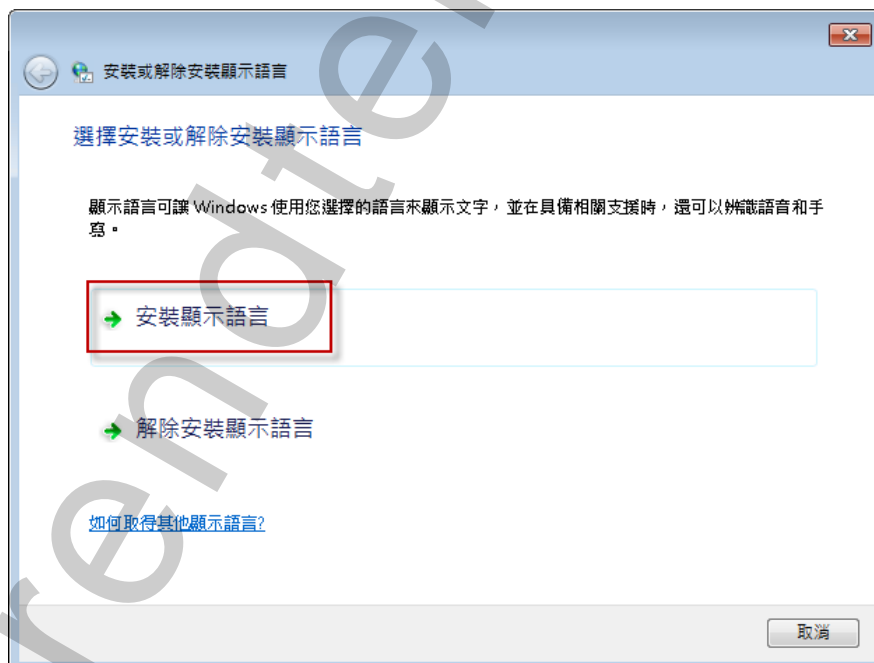 安裝或解除安裝顯示語言
選擇安裝或解除安裝顯示語言
顯示語言可讓 Windows 使用您選擇的語言來顯示文字，並在具備相關支援時，還可以辨識語音和手
寫。
安裝顯示語言
解除安裝顯示語言
如何取得其他顯示語言?
取消